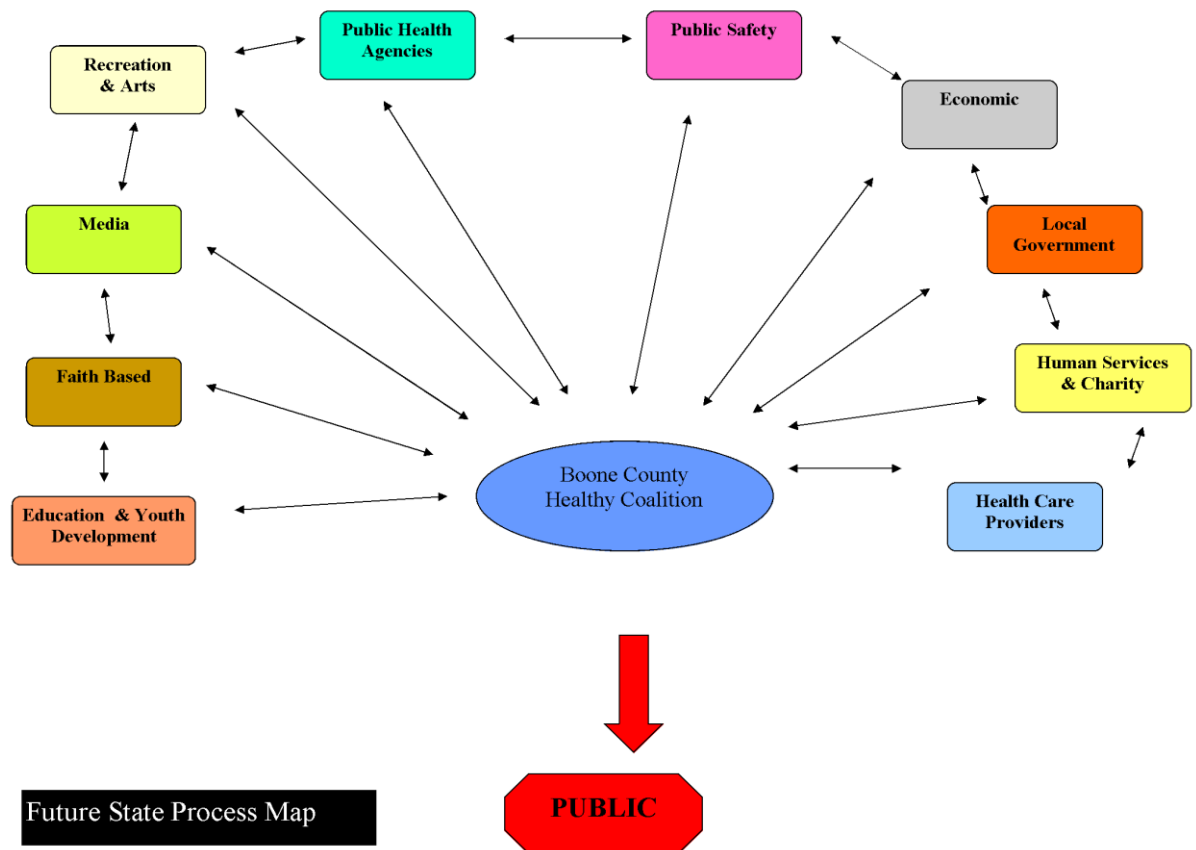 Public Health
Agencies
Public Safety
Recreation
& Arts
Economic
Media
Local
Government
Faith Based
Human Services
& Charity
Boone County
Healthy Coalition
Education & Youth
Development
Health Care
Providers
Future State Process Map
PUBLIC